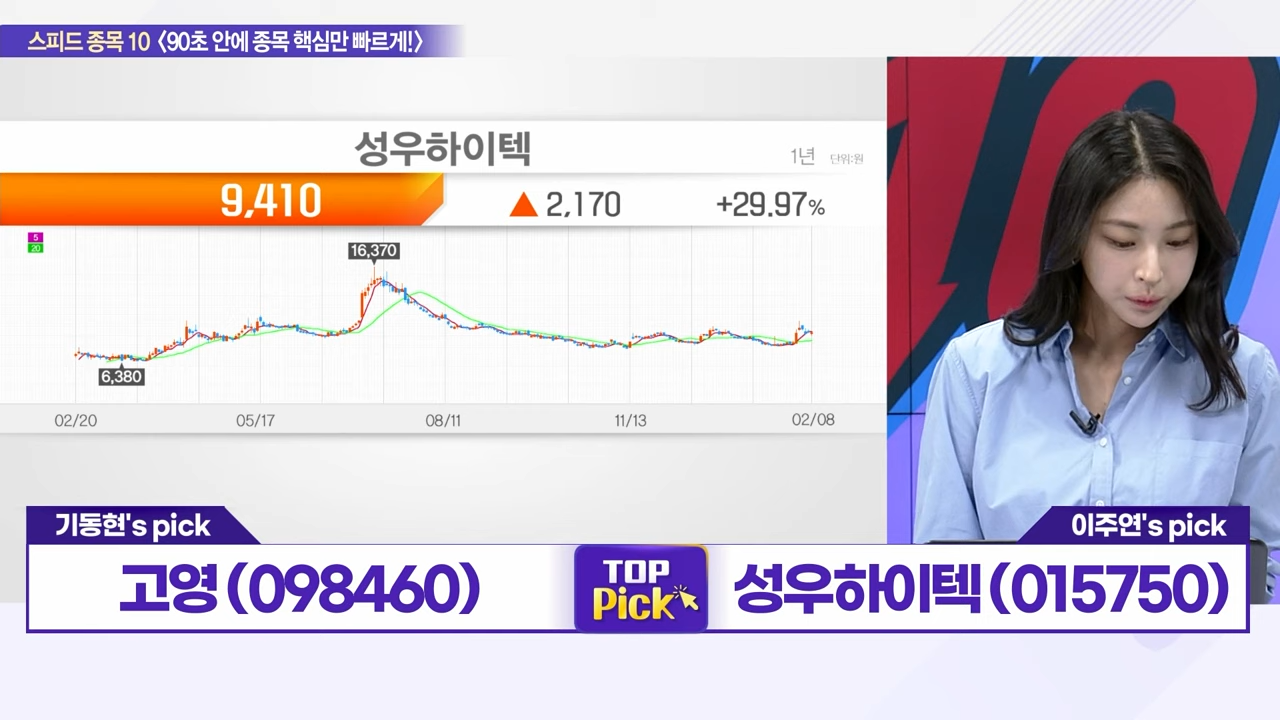 스피드 종목 10 〈90초 안에 종목 핵심만 빠르게!〉
성우하이텍
1년 단위:원
9,410 ▲ 2,170 +29.97%
5
20
16,370
6,380
02/20 05/17 08/11 11/13 02/08
기동현's pick
이주연's pick
고영(098460)
TOP
Pick
성우하이텍(015750)